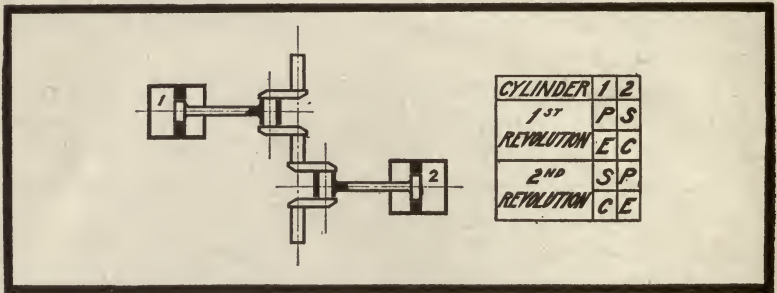 1
2
CYLINDER 1 2
1ST REVOLUTION P S
E C
2ND REVOLUTION S P
C E